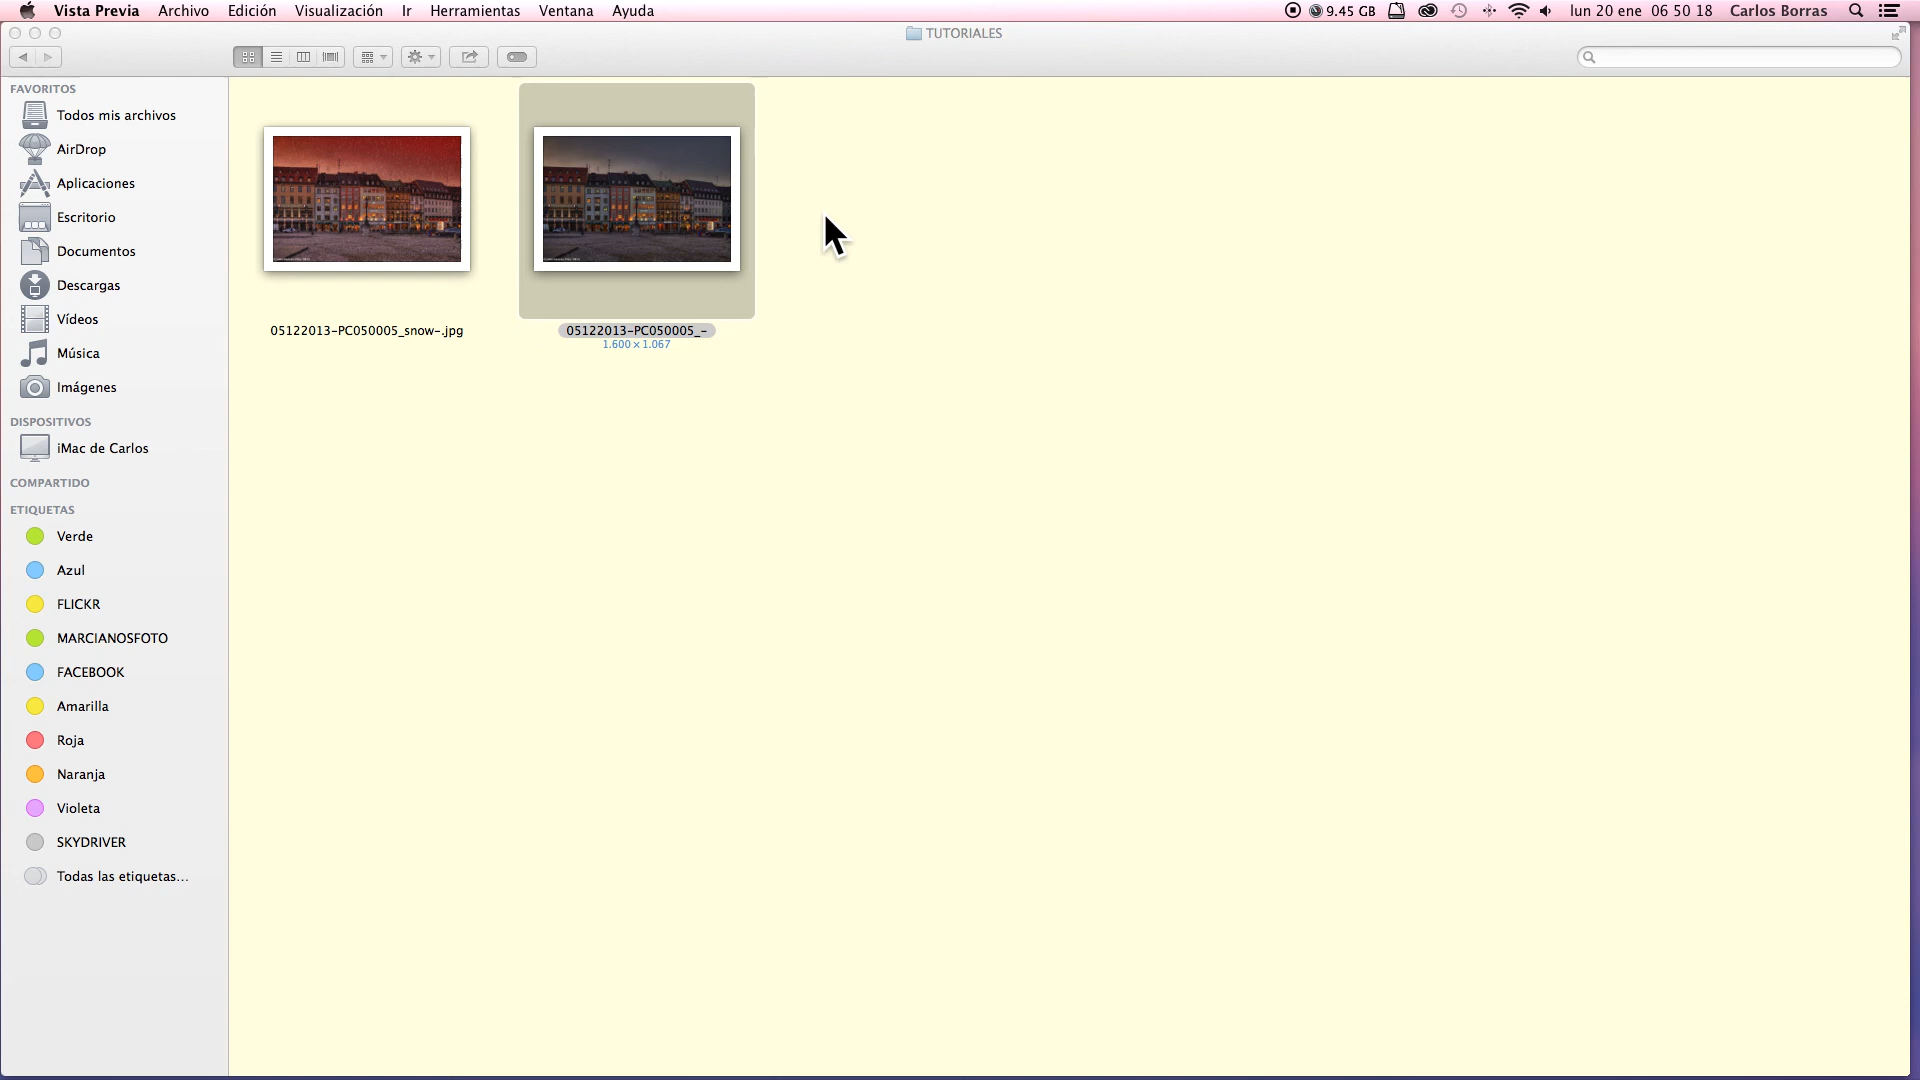 Vista Previa Archivo Edición Visualización Ir Herramientas Ventana Ayuda 9.45 GB lun 20 ene 06 50 18 Carlos Borras
TUTORIALES
FAVORITOS
Todos mis archivos
AirDrop
Aplicaciones
Escritorio
Documentos
Descargas
Vídeos
Música
Imágenes
DISPOSITIVOS
iMac de Carlos
COMPARTIDO
ETIQUETAS
Verde
Azul
FLICKR
MARCIANOSFOTO
FACEBOOK
Amarilla
Roja
Naranja
Violeta
SKYDRIVER
Todas las etiquetas...
05122013-PC050005_snow-.jpg
05122013-PC050005_-
1.600 × 1.067